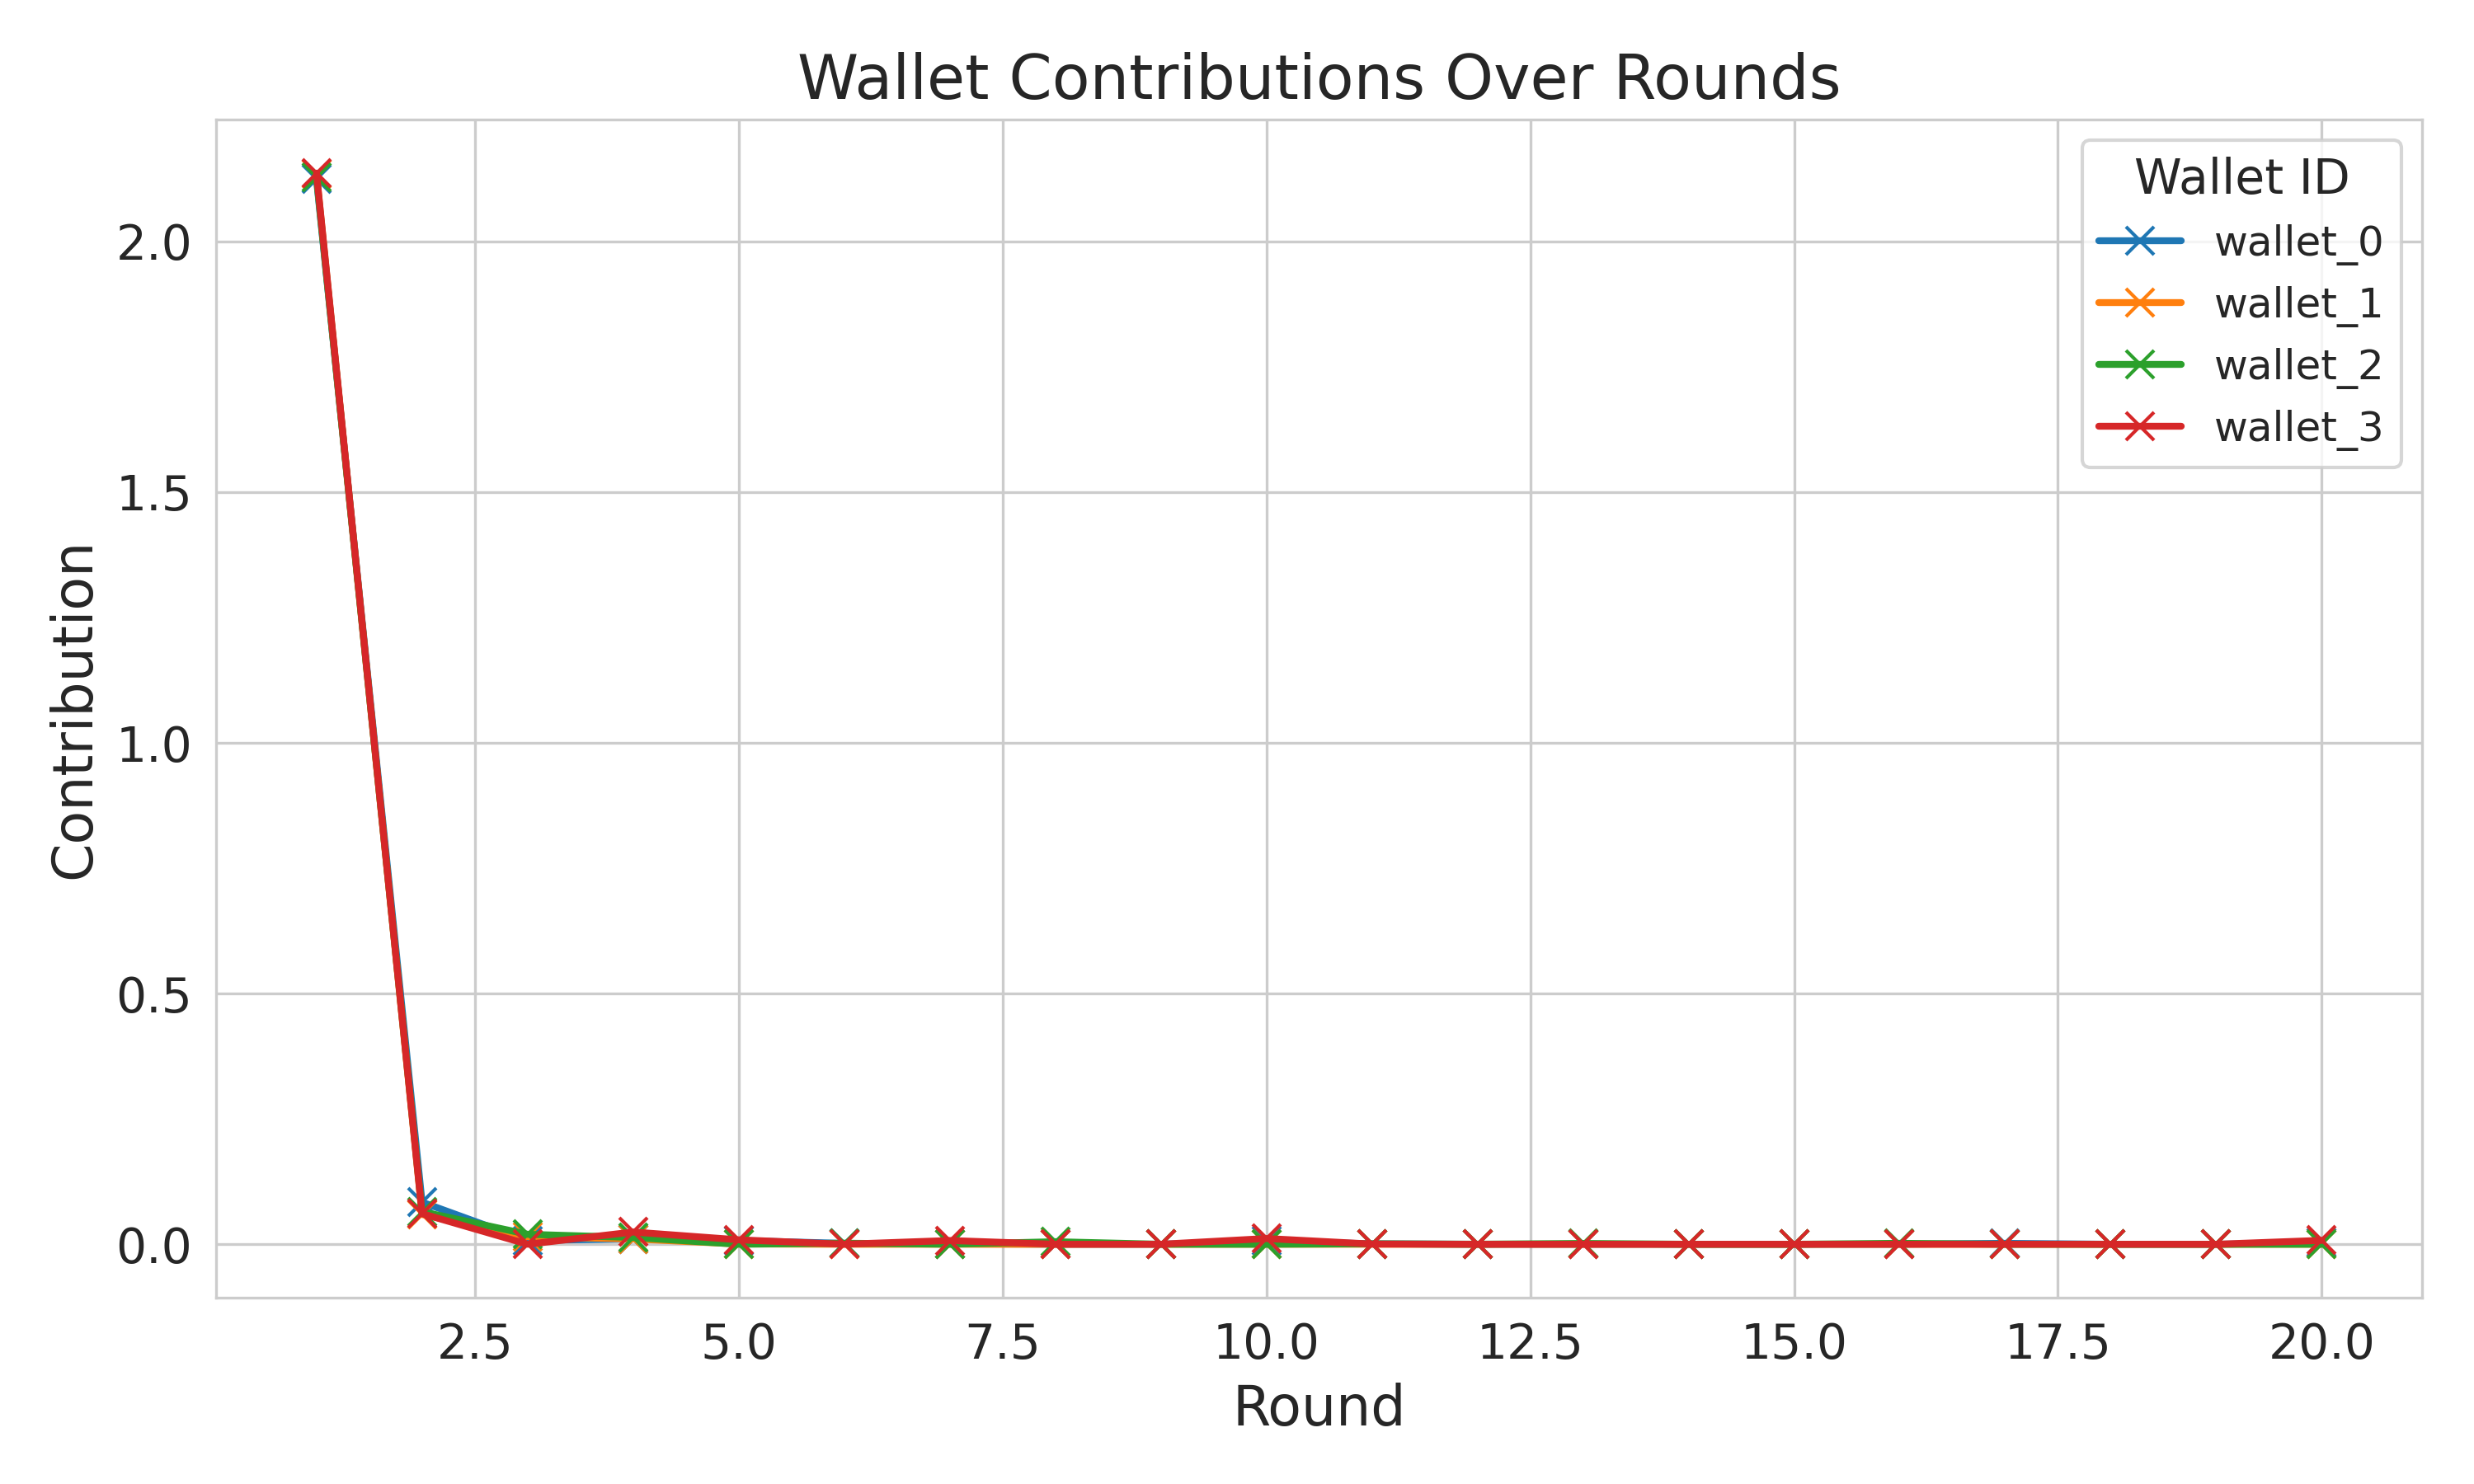 Wallet Contributions Over Rounds
Contribution
2.0
1.5
1.0
0.5
0.0
Wallet ID
wallet_0
wallet_1
wallet_2
wallet_3
2.5 5.0 7.5 10.0 12.5 15.0 17.5 20.0
Round